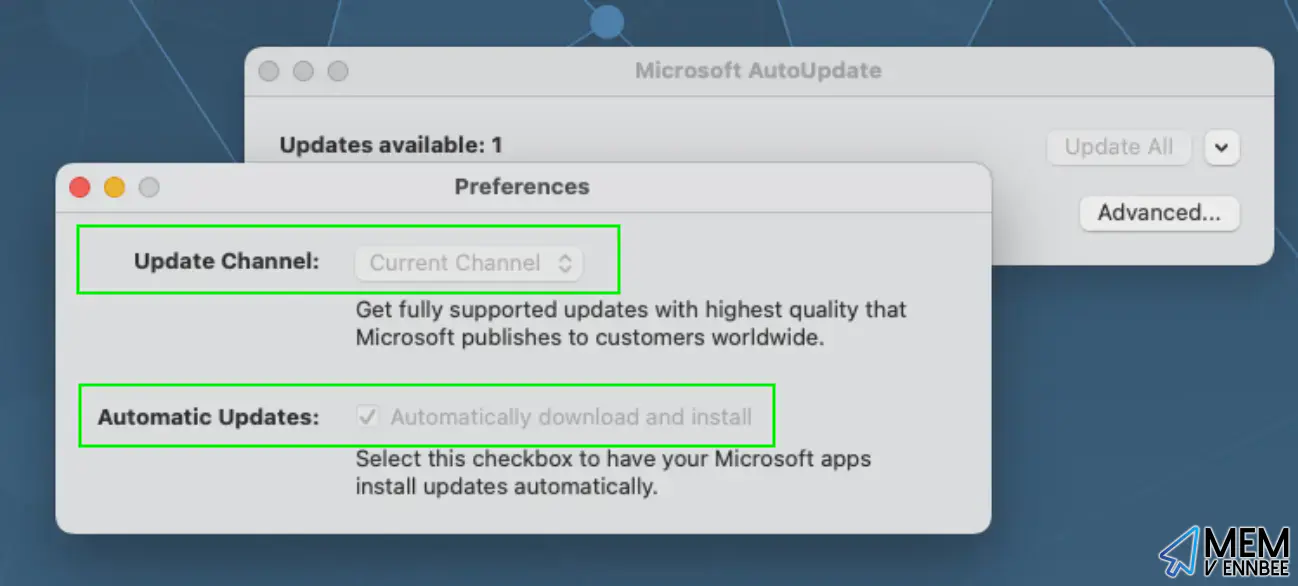 Microsoft AutoUpdate
Updates available: 1
Update All
Advanced...
Preferences
Update Channel: Current Channel
Get fully supported updates with highest quality that
Microsoft publishes to customers worldwide.
Automatic Updates: Automatically download and install
Select this checkbox to have your Microsoft apps
install updates automatically.
MEM
V ENNBEE